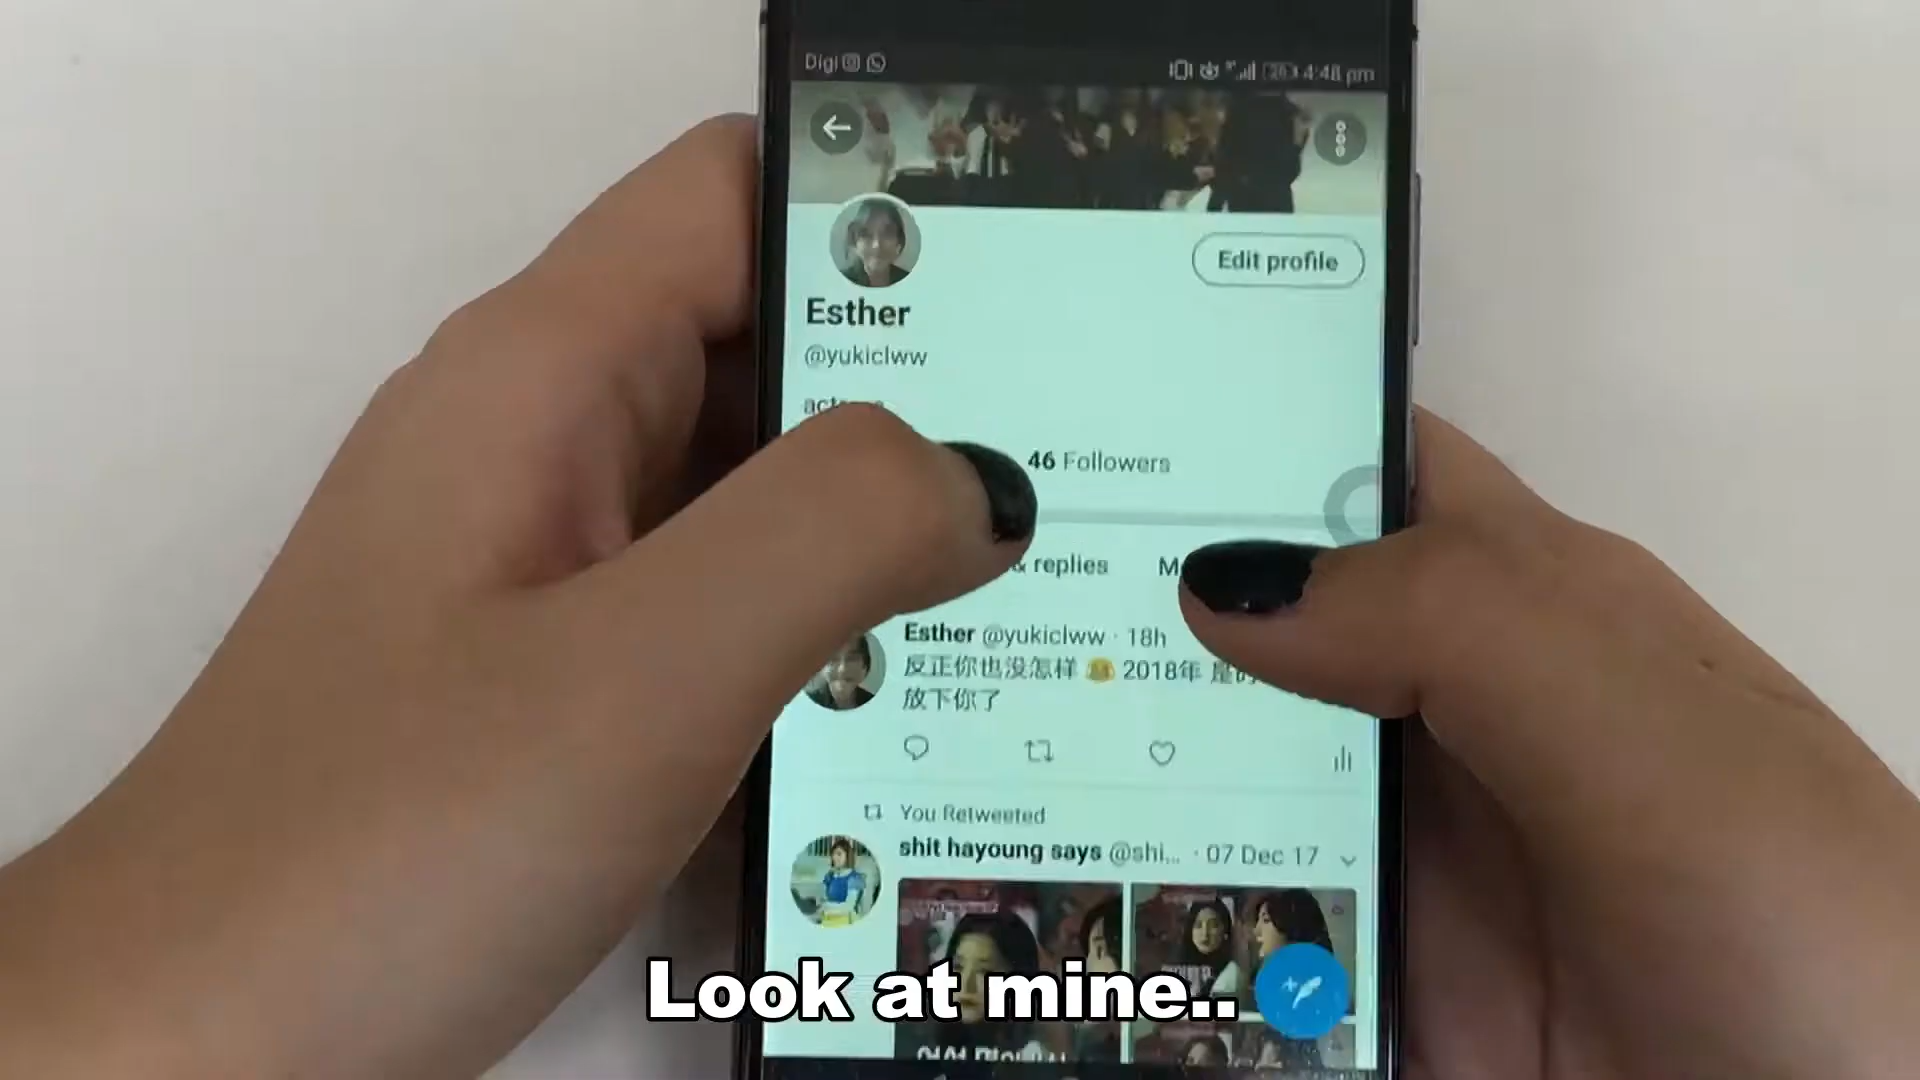 Digi
4:48 pm
Edit profile
Esther
@yukiclww
46 Followers
& replies
Esther @yukiclww · 18h
反正你也没怎样 2018年 是时
放下你了
You Retweeted
shit hayoung says @shi... · 07 Dec 17
Look at mine..